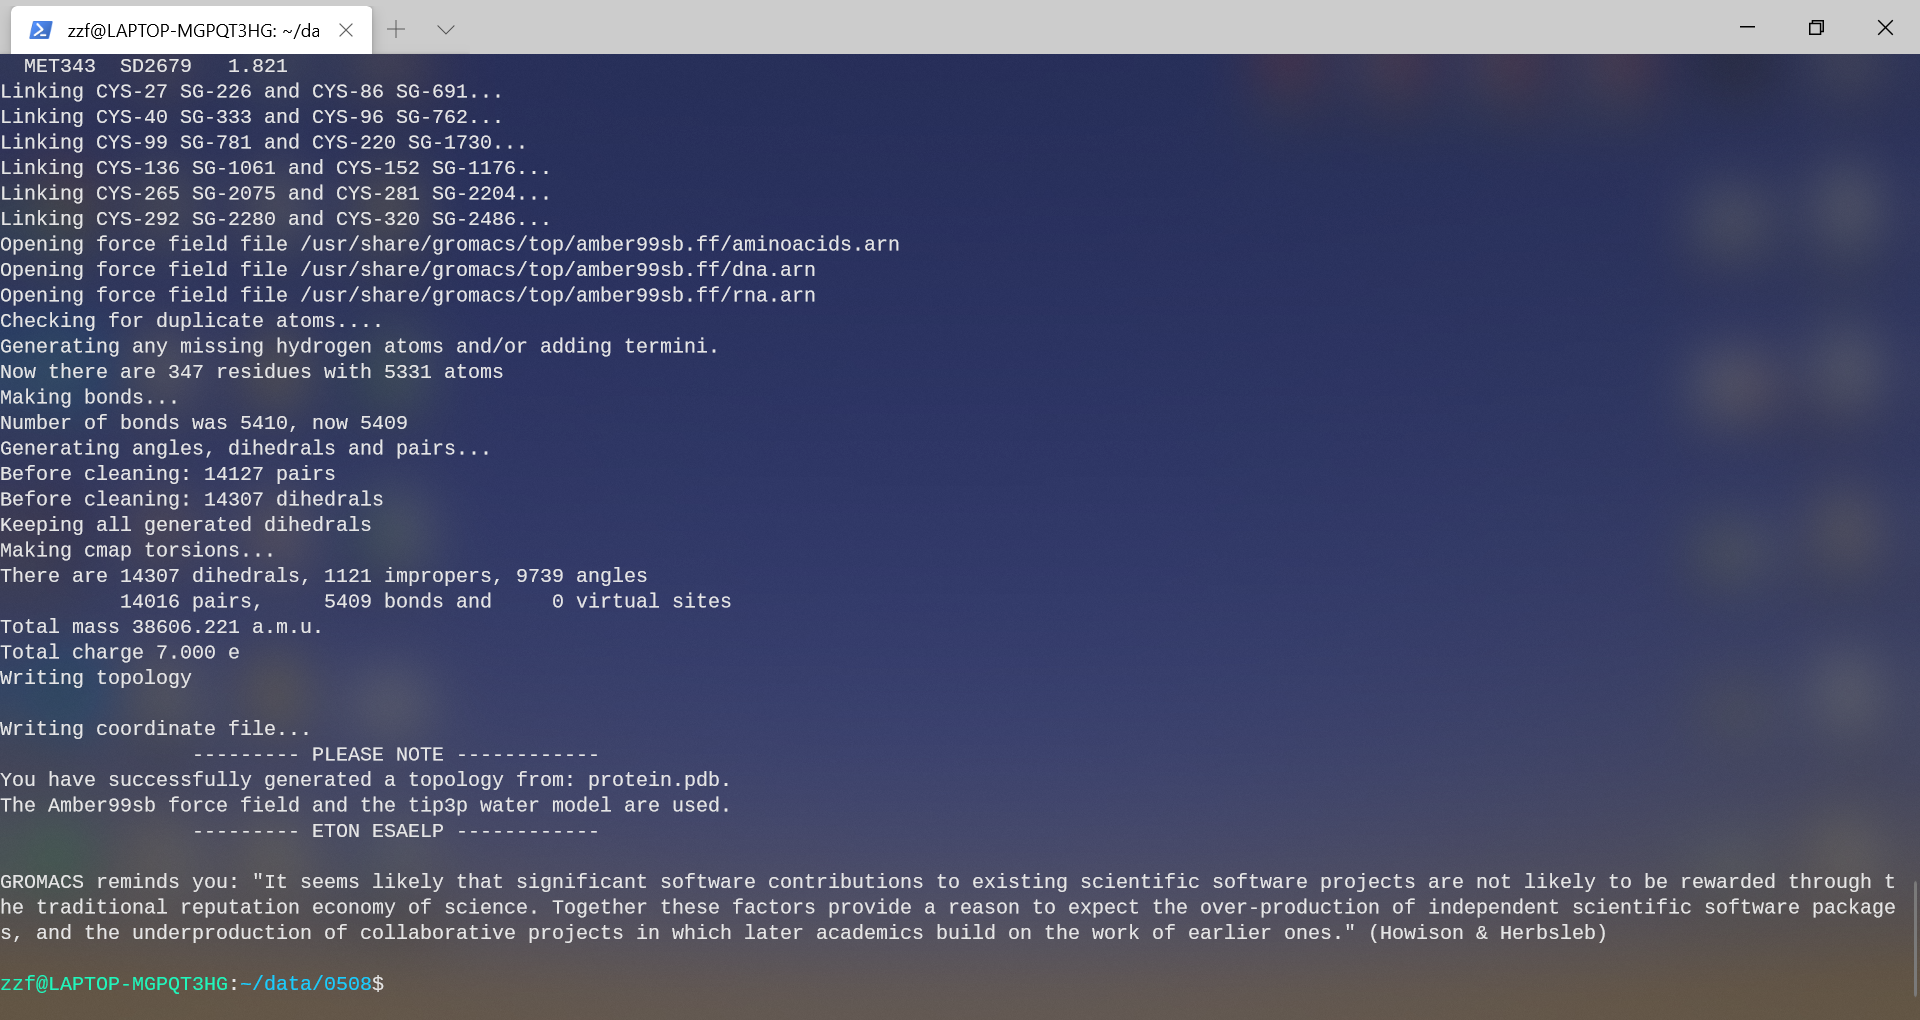 zzf@LAPTOP-MGPQT3HG: ~/da
  MET343  SD2679   1.821
Linking CYS-27 SG-226 and CYS-86 SG-691...
Linking CYS-40 SG-333 and CYS-96 SG-762...
Linking CYS-99 SG-781 and CYS-220 SG-1730...
Linking CYS-136 SG-1061 and CYS-152 SG-1176...
Linking CYS-265 SG-2075 and CYS-281 SG-2204...
Linking CYS-292 SG-2280 and CYS-320 SG-2486...
Opening force field file /usr/share/gromacs/top/amber99sb.ff/aminoacids.arn
Opening force field file /usr/share/gromacs/top/amber99sb.ff/dna.arn
Opening force field file /usr/share/gromacs/top/amber99sb.ff/rna.arn
Checking for duplicate atoms....
Generating any missing hydrogen atoms and/or adding termini.
Now there are 347 residues with 5331 atoms
Making bonds...
Number of bonds was 5410, now 5409
Generating angles, dihedrals and pairs...
Before cleaning: 14127 pairs
Before cleaning: 14307 dihedrals
Keeping all generated dihedrals
Making cmap torsions...
There are 14307 dihedrals, 1121 impropers, 9739 angles
          14016 pairs,     5409 bonds and     0 virtual sites
Total mass 38606.221 a.m.u.
Total charge 7.000 e
Writing topology
Writing coordinate file...
                --------- PLEASE NOTE ------------
You have successfully generated a topology from: protein.pdb.
The Amber99sb force field and the tip3p water model are used.
                --------- ETON ESAELP ------------
GROMACS reminds you: "It seems likely that significant software contributions to existing scientific software projects are not likely to be rewarded through t
he traditional reputation economy of science. Together these factors provide a reason to expect the over-production of independent scientific software package
s, and the underproduction of collaborative projects in which later academics build on the work of earlier ones." (Howison & Herbsleb)
zzf@LAPTOP-MGPQT3HG:~/data/0508$